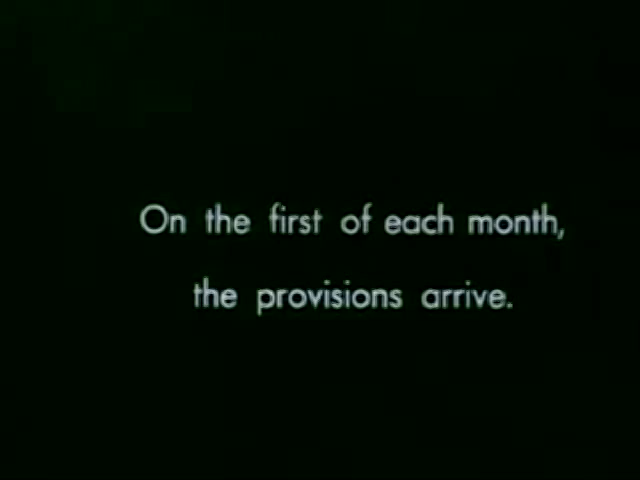 On the first of each month,
the provisions arrive.